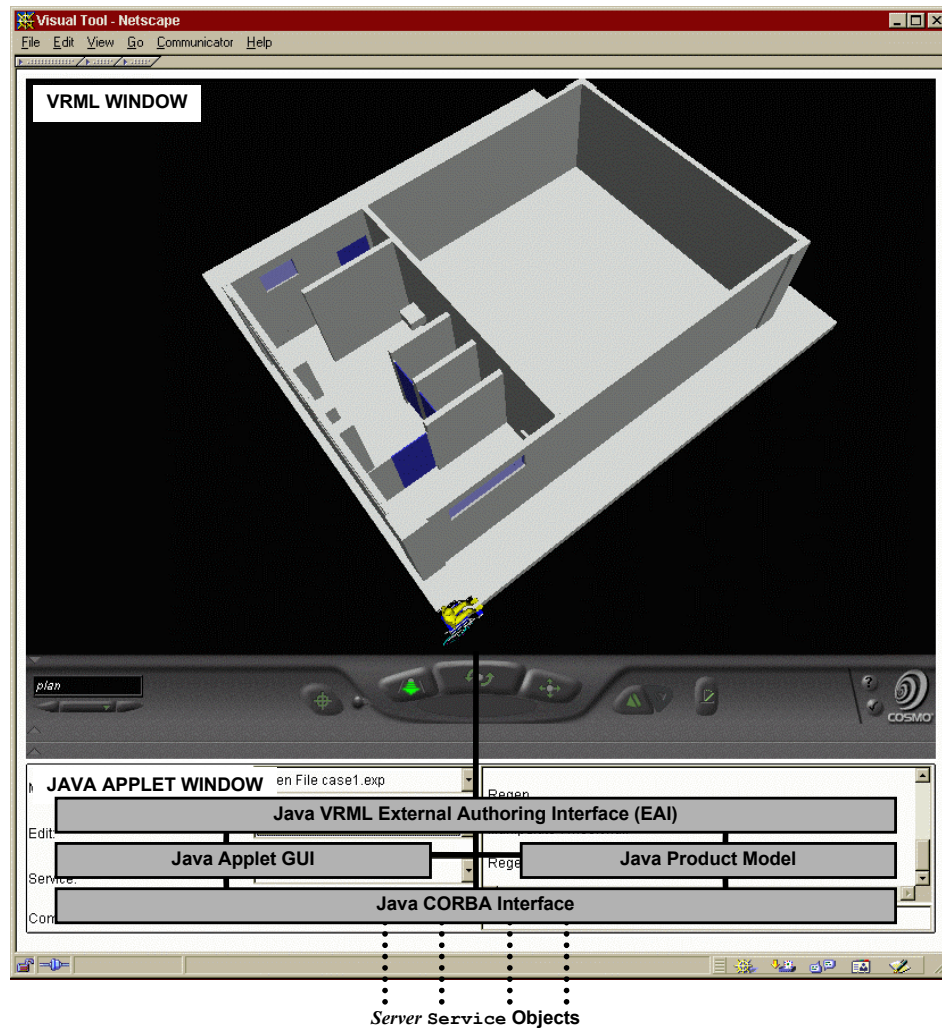 Visual Tool - Netscape
File Edit View Go Communicator Help
VRML WINDOW
plan
?
COSMO
JAVA APPLET WINDOW
en File case1.exp
Regen
Java VRML External Authoring Interface (EAI)
Edit:
Java Applet GUI
Rege
Java Product Model
Service:
Java CORBA Interface
Com
Server Service Objects